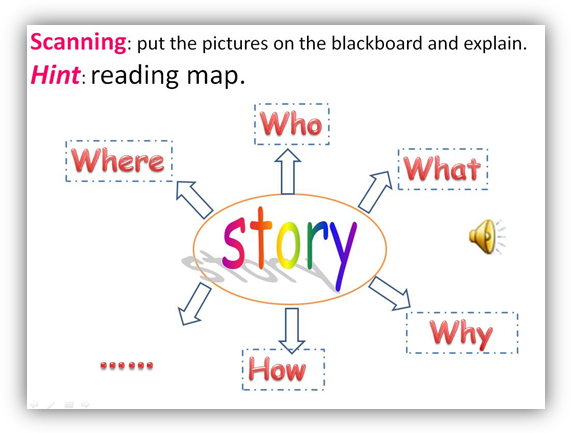 Scanning: put the pictures on the blackboard and explain.
Hint: reading map.
Who
Where
What
story
Why
How
......